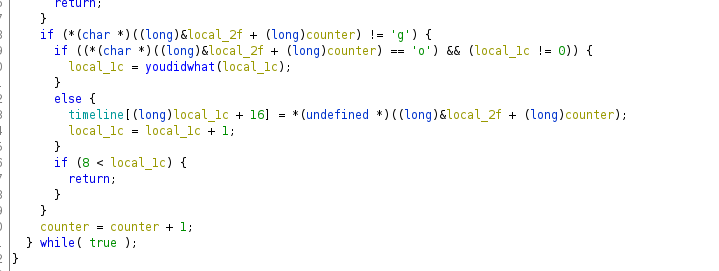 return;
}
if (*(char *)((long)&local_2f + (long)counter) != 'g') {
if ((*(char *)((long)&local_2f + (long)counter) == 'o') && (local_1c != 0)) {
local_1c = youdidwhat(local_1c);
}
else {
timeline[(long)local_1c + 16] = *(undefined *)((long)&local_2f + (long)counter);
local_1c = local_1c + 1;
}
if (8 < local_1c) {
return;
}
}
counter = counter + 1;
} while( true );
}